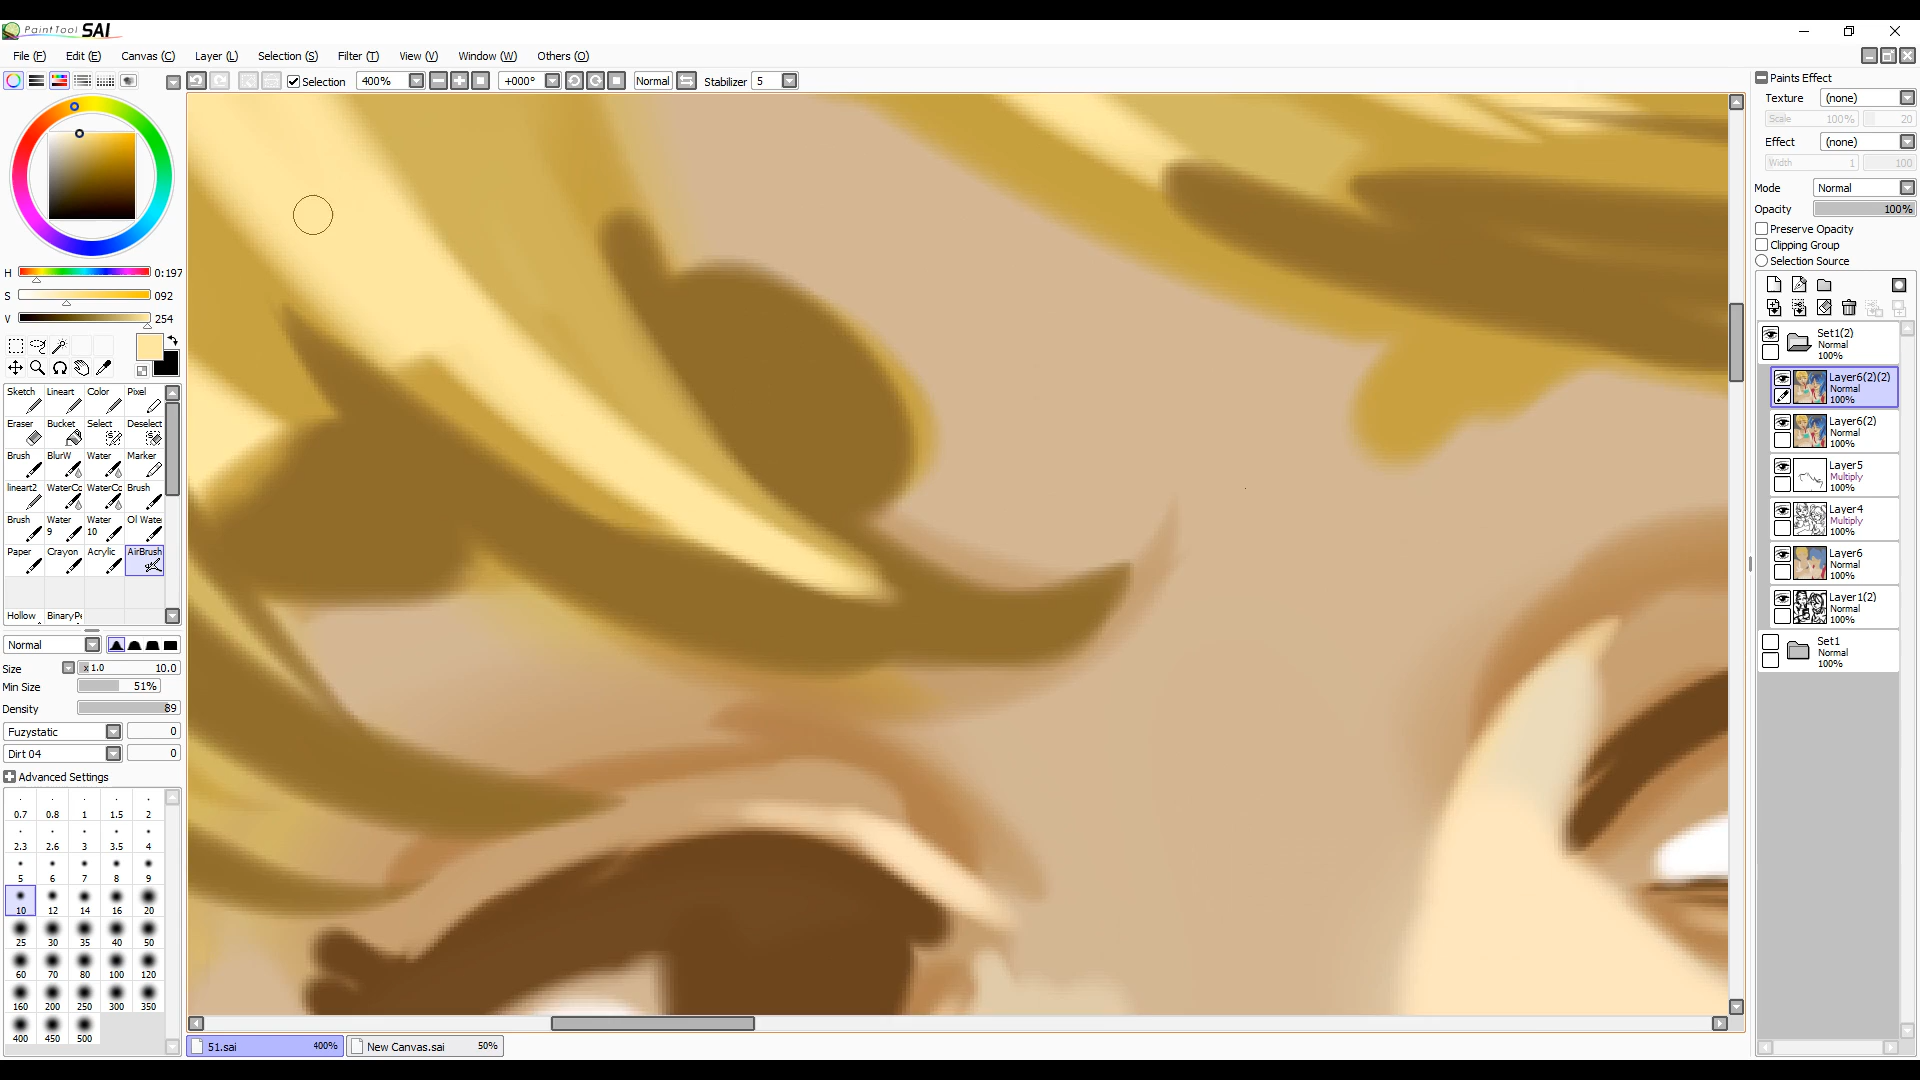 PaintTool SAI
File (F) Edit (E) Canvas (C) Layer (L) Selection (S) Filter (T) View (V) Window (W) Others (O)
Selection 400% +000° Normal Stabilizer 5
H 0:197
S 092
V 254
Sketch Lineart Color Pixel
Eraser Bucket Select Deselect
Brush BlurW Water Marker
lineart2 WaterCo WaterCo Brush
Brush Water 9 Water 10 Ol Wate
Paper Crayon Acrylic AirBrush
Hollow BinaryPe
Normal
Size x 1.0 10.0
Min Size 51%
Density 89
Fuzystatic 0
Dirt 04 0
Advanced Settings
0.7 0.8 1 1.5 2
2.3 2.6 3 3.5 4
5 6 7 8 9
10 12 14 16 20
25 30 35 40 50
60 70 80 100 120
160 200 250 300 350
400 450 500
51.sai 400% New Canvas.sai 50%
Paints Effect
Texture (none)
Scale 100% 20
Effect (none)
Width 1 100
Mode Normal
Opacity 100%
Preserve Opacity
Clipping Group
Selection Source
Set1(2)
Normal
100%
Layer6(2)(2)
Normal
100%
Layer6(2)
Normal
100%
Layer5
Multiply
100%
Layer4
Multiply
100%
Layer6
Normal
100%
Layer1(2)
Normal
100%
Set1
Normal
100%